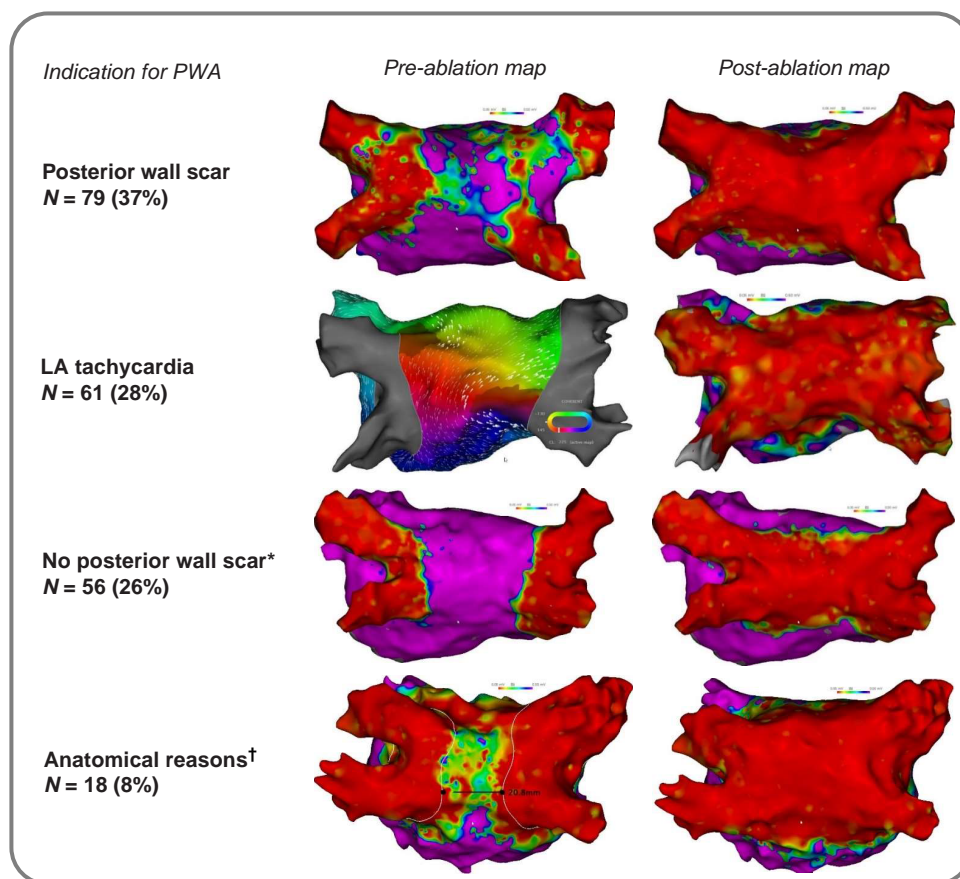 Indication for PWA
Pre-ablation map
Post-ablation map
Posterior wall scar
N = 79 (37%)
LA tachycardia
N = 61 (28%)
No posterior wall scar*
N = 56 (26%)
Anatomical reasons†
N = 18 (8%)
20.8mm